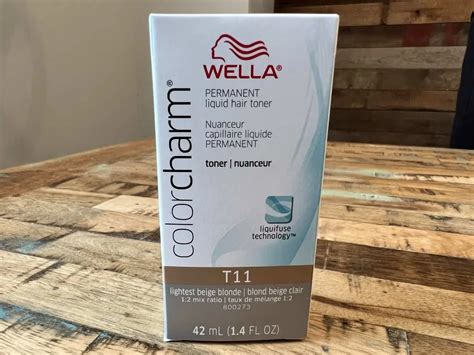 WELLA®
PERMANENT
liquid hair toner
Nuanceur
capillaire liquide
PERMANENT
toner | nuanceur
colorcharm®
liquifuse
technology™
T11
lightest beige blonde | blond beige clair
1:2 mix ratio | taux de mélange 1:2
800273
42 mL (1.4 FL OZ)